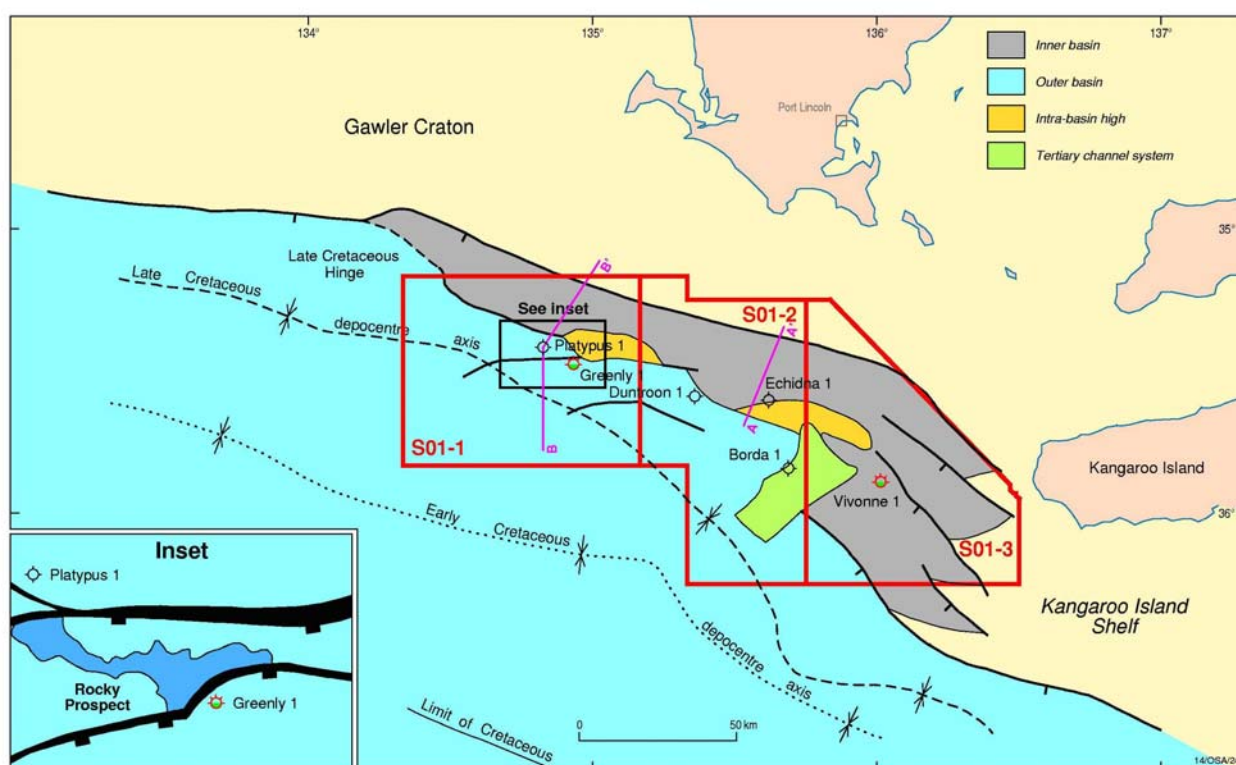 134°
135°
136°
137°
Inner basin
Outer basin
Intra-basin high
Tertiary channel system
Port Lincoln
Gawler Craton
35°
Late Cretaceous
Hinge
Late Cretaceous depocentre axis
B'
See inset
S01-2
A'
Platypus 1
Greenly 1
Duntroon 1
Echidna 1
S01-1
B
A
Borda 1
Vivonne 1
Kangaroo Island
36°
Early Cretaceous depocentre axis
S01-3
Kangaroo Island
Shelf
Inset
Platypus 1
Rocky
Prospect
Greenly 1
Limit of Cretaceous
0
50 km